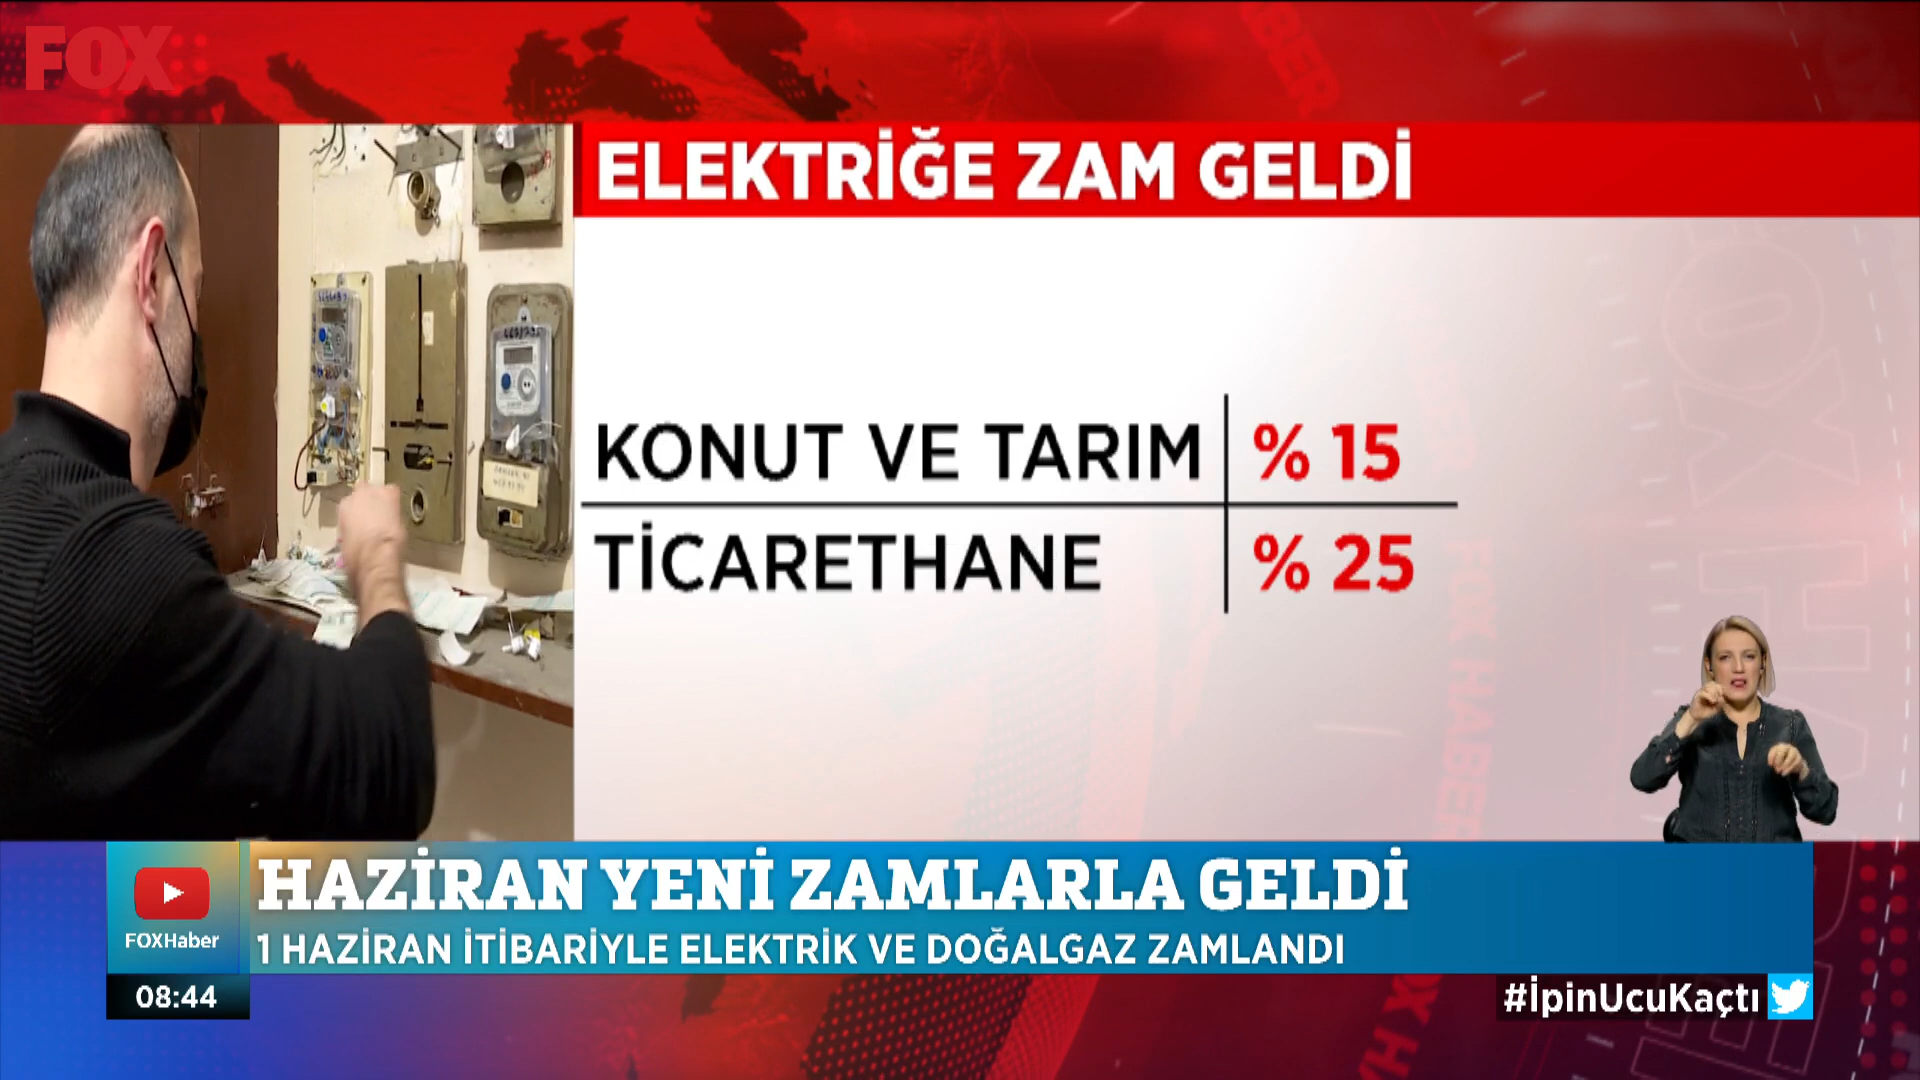 FOX
ELEKTRİĞE ZAM GELDİ
KONUT VE TARIM % 15
TİCARETHANE % 25
HAZİRAN YENİ ZAMLARLA GELDİ
FOXHaber
1 HAZİRAN İTİBARİYLE ELEKTRİK VE DOĞALGAZ ZAMLANDI
08:44
#İpinUcuKaçtı